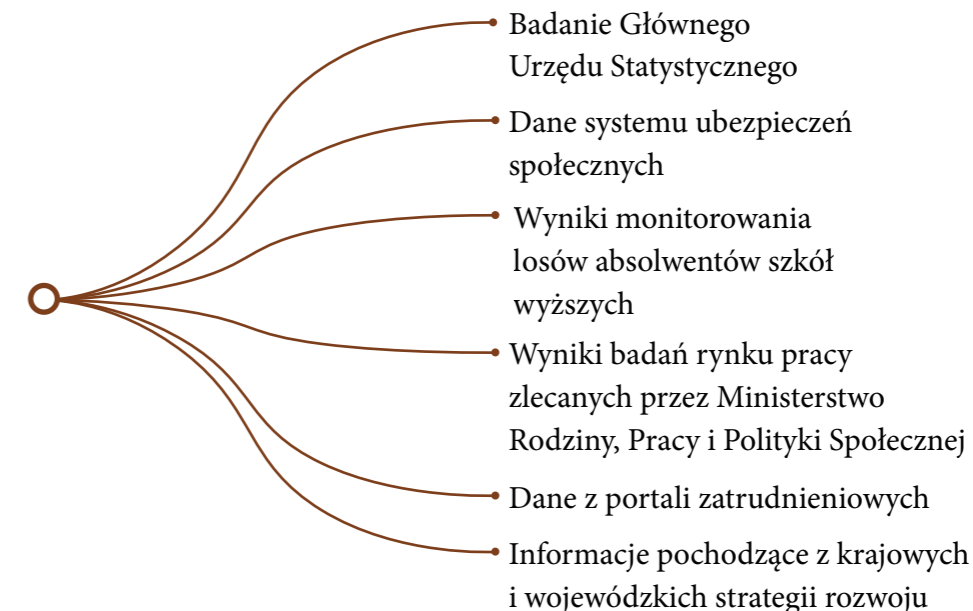 Badanie Głównego
Urzędu Statystycznego
Dane systemu ubezpieczeń
społecznych
Wyniki monitorowania
losów absolwentów szkół
wyższych
Wyniki badań rynku pracy
zlecanych przez Ministerstwo
Rodziny, Pracy i Polityki Społecznej
Dane z portali zatrudnieniowych
Informacje pochodzące z krajowych
i wojewódzkich strategii rozwoju